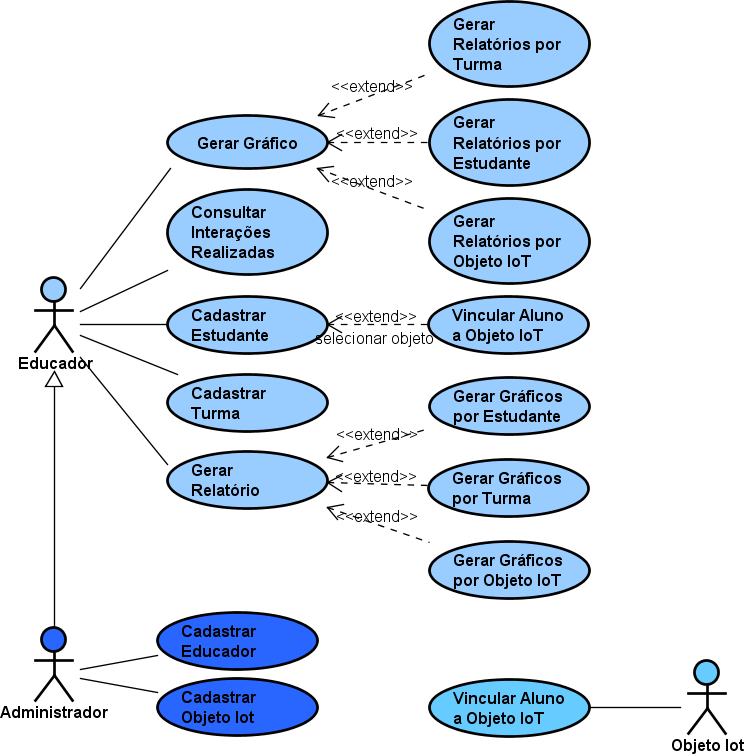 Gerar
Relatórios por
Turma
<<extend>>
Gerar Gráfico
<<extend>>
Gerar
Relatórios por
Estudante
<<extend>>
Gerar
Relatórios por
Objeto IoT
Consultar
Interações
Realizadas
Educador
Cadastrar
Estudante
<<extend>>
selecionar objeto
Vincular Aluno
a Objeto IoT
Cadastrar
Turma
Gerar Gráficos
por Estudante
<<extend>>
Gerar
Relatório
<<extend>>
Gerar Gráficos
por Turma
<<extend>>
Gerar Gráficos
por Objeto IoT
Administrador
Cadastrar
Educador
Cadastrar
Objeto Iot
Vincular Aluno
a Objeto IoT
Objeto Iot